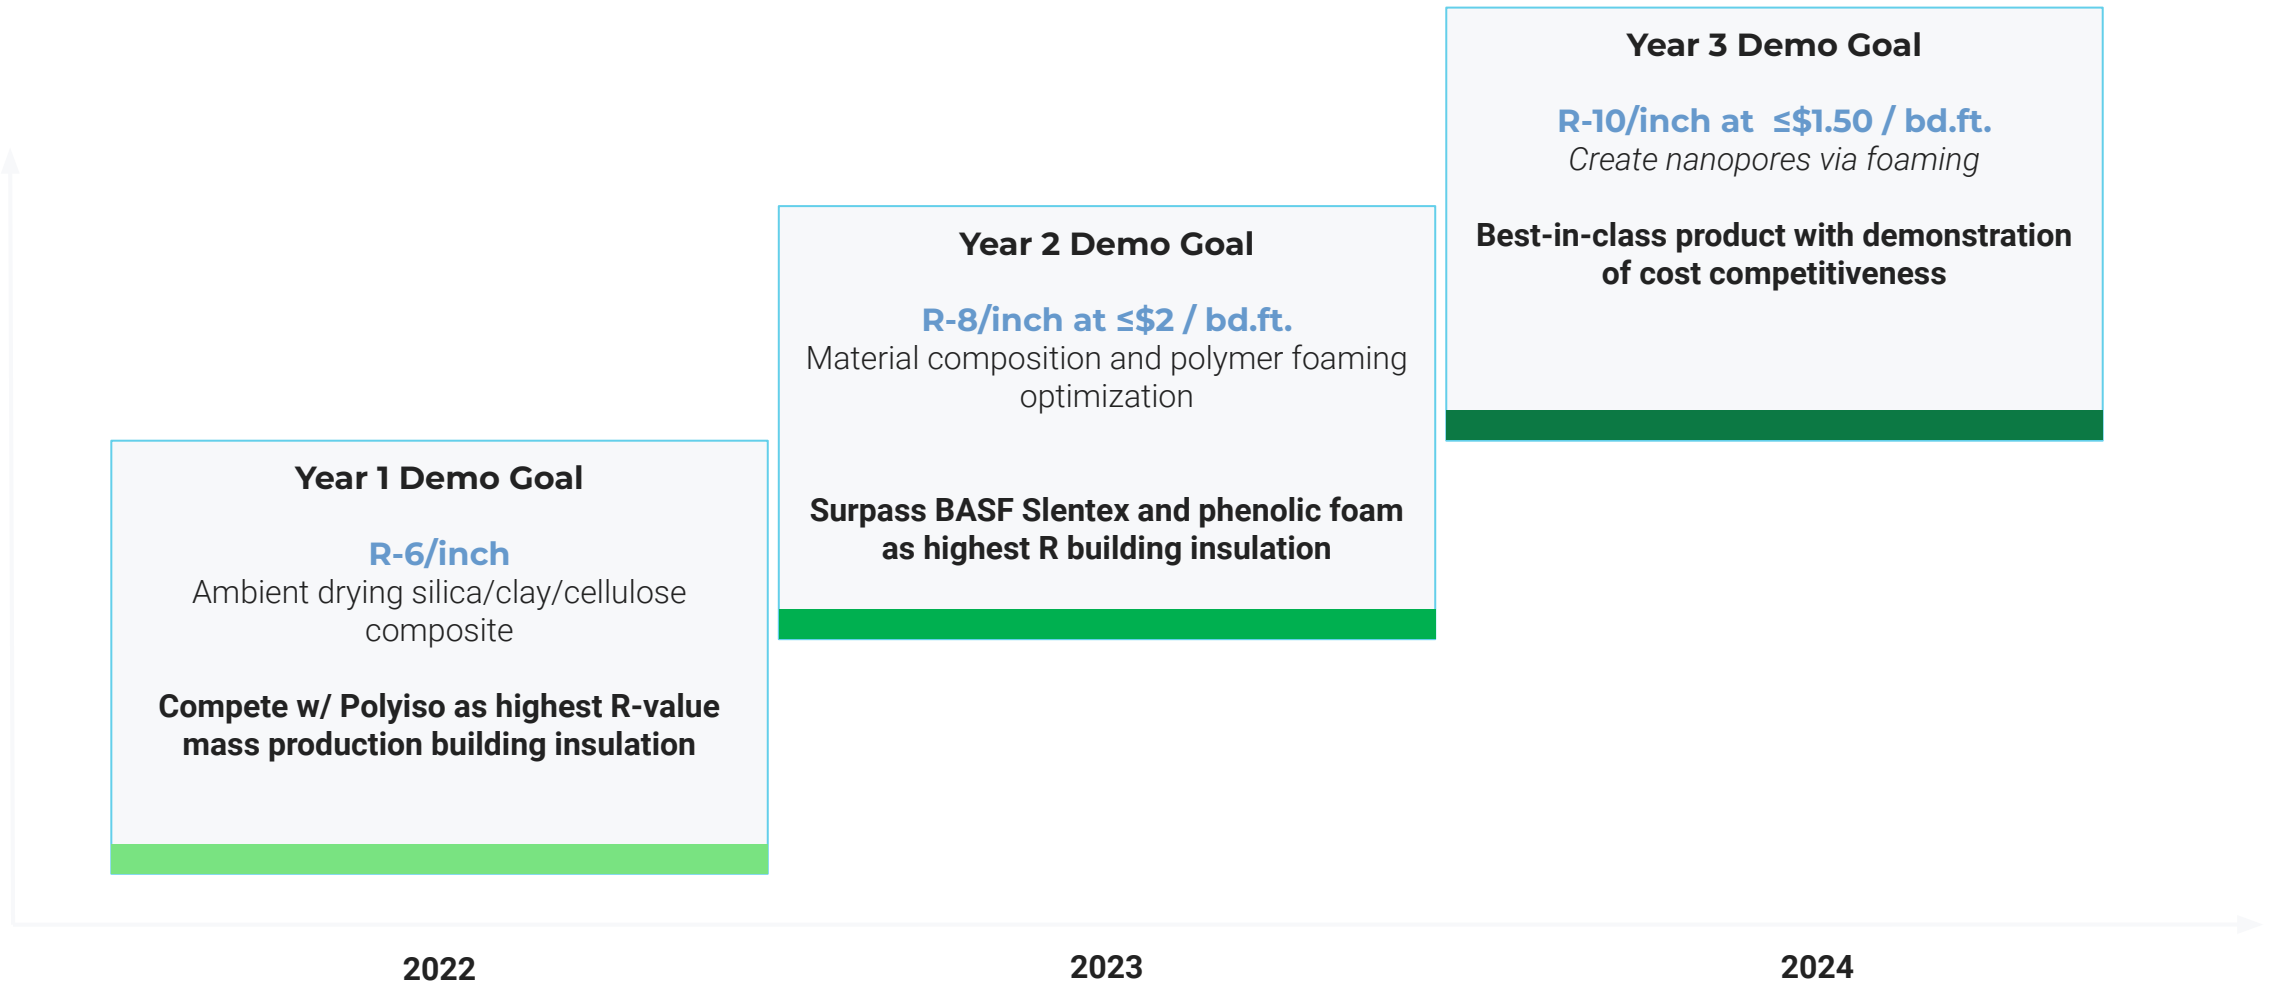 Year 1 Demo Goal
R-6/inch
Ambient drying silica/clay/cellulose
composite
Compete w/ Polyiso as highest R-value
mass production building insulation
Year 2 Demo Goal
R-8/inch at ≤$2 / bd.ft.
Material composition and polymer foaming
optimization
Surpass BASF Slentex and phenolic foam
as highest R building insulation
Year 3 Demo Goal
R-10/inch at  ≤$1.50 / bd.ft.
Create nanopores via foaming
Best-in-class product with demonstration
of cost competitiveness
2022
2023
2024